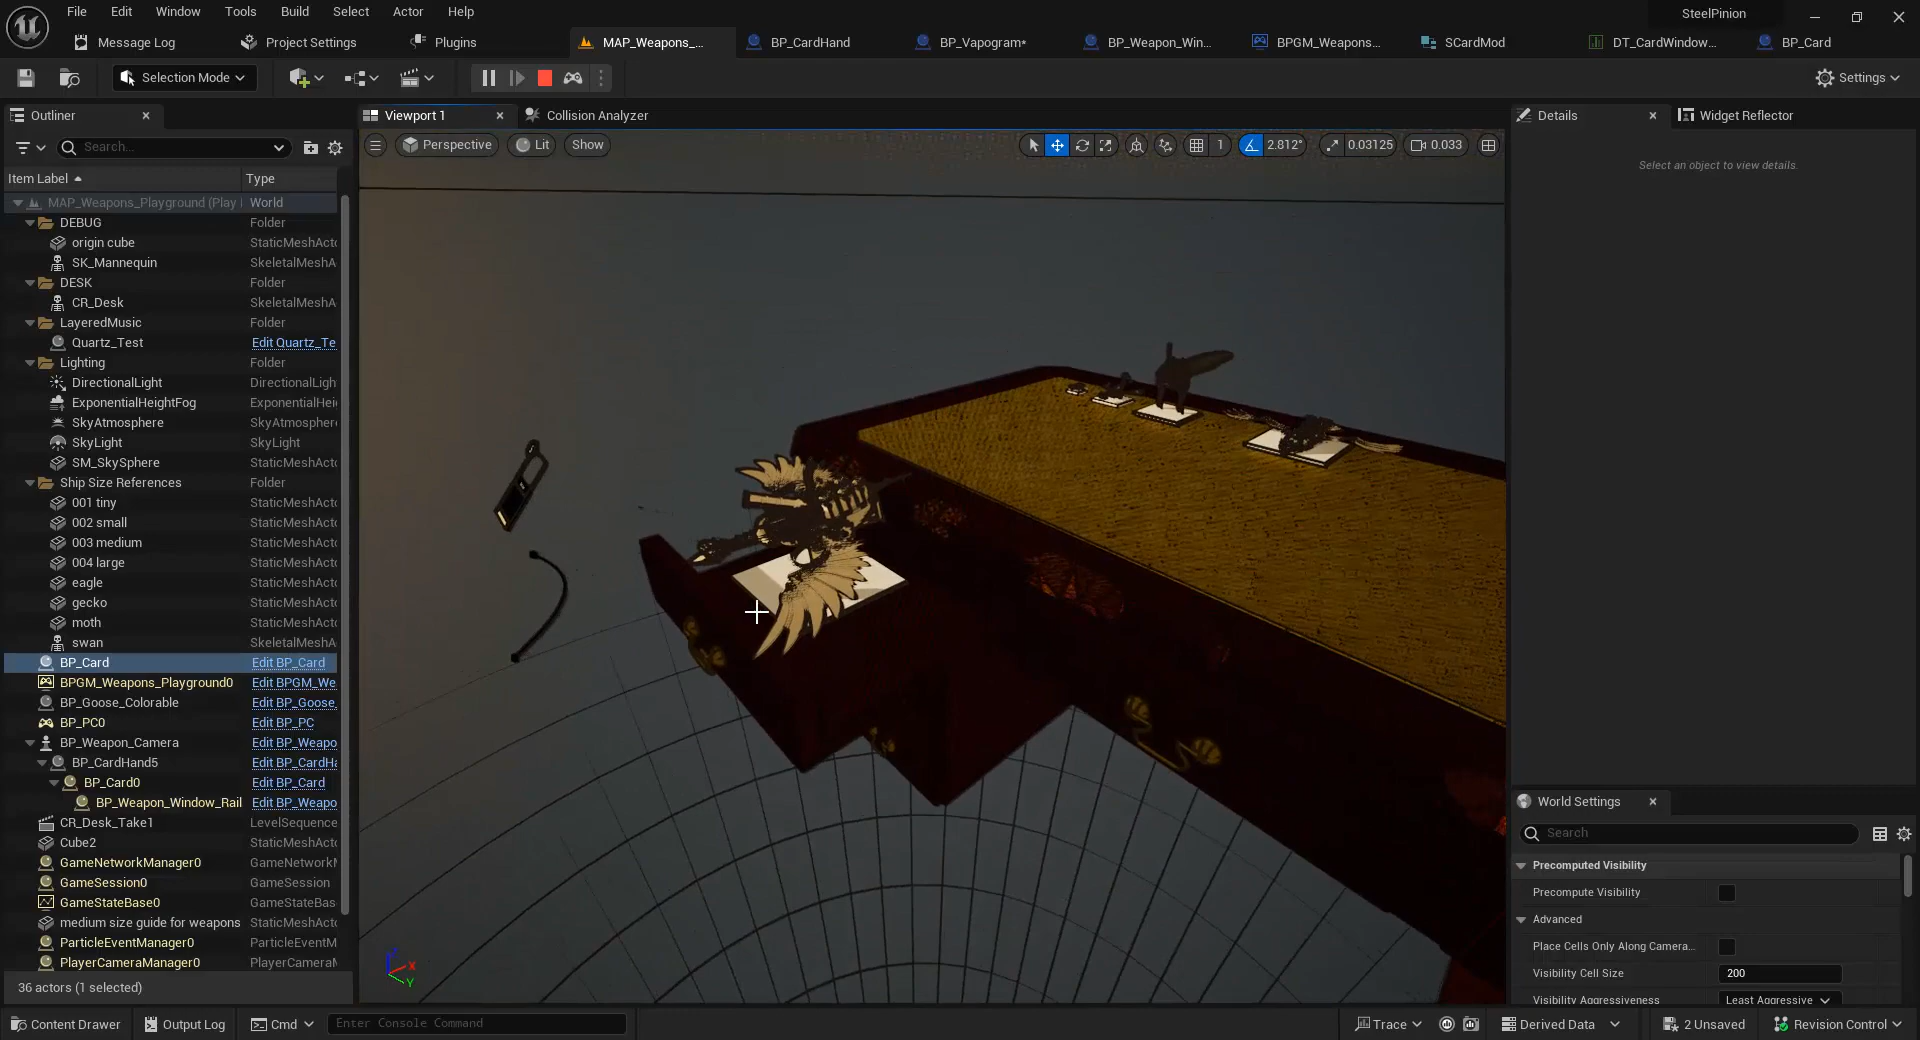 File Edit Window Tools Build Select Actor Help
SteelPinion
Message Log Project Settings Plugins
MAP_Weapons_... BP_CardHand BP_Vapogram* BP_Weapon_Win... BPGM_Weapons... SCardMod DT_CardWindow... BP_Card
Selection Mode
Settings
Outliner
Viewport 1
Collision Analyzer
Details
Widget Reflector
Search...
Perspective Lit Show
1 2.812° 0.03125 0.033
Select an object to view details.
Item Label Type
MAP_Weapons_Playground (Play I World
DEBUG Folder
origin cube StaticMeshActo
SK_Mannequin SkeletalMeshA
DESK Folder
CR_Desk SkeletalMeshA
LayeredMusic Folder
Quartz_Test Edit Quartz_Te
Lighting Folder
DirectionalLight DirectionalLigh
ExponentialHeightFog ExponentialHei
SkyAtmosphere SkyAtmosphere
SkyLight SkyLight
SM_SkySphere StaticMeshActo
Ship Size References Folder
001 tiny StaticMeshActo
002 small StaticMeshActo
003 medium StaticMeshActo
004 large StaticMeshActo
eagle StaticMeshActo
gecko StaticMeshActo
moth StaticMeshActo
swan SkeletalMeshA
BP_Card Edit BP_Card
BPGM_Weapons_Playground0 Edit BPGM_We
BP_Goose_Colorable Edit BP_Goose_
BP_PC0 Edit BP_PC
BP_Weapon_Camera Edit BP_Weapo
BP_CardHand5 Edit BP_CardHa
BP_Card0 Edit BP_Card
BP_Weapon_Window_Rail Edit BP_Weapo
CR_Desk_Take1 LevelSequence
Cube2 StaticMeshActo
GameNetworkManager0 GameNetworkM
GameSession0 GameSession
GameStateBase0 GameStateBas
medium size guide for weapons StaticMeshActo
ParticleEventManager0 ParticleEventM
PlayerCameraManager0 PlayerCameraM
36 actors (1 selected)
X
Y
World Settings
Search
Precomputed Visibility
Precompute Visibility
Advanced
Place Cells Only Along Camera...
Visibility Cell Size 200
Visibility Aggressiveness Least Aggressive
Content Drawer Output Log Cmd Enter Console Command
Trace Derived Data 2 Unsaved Revision Control